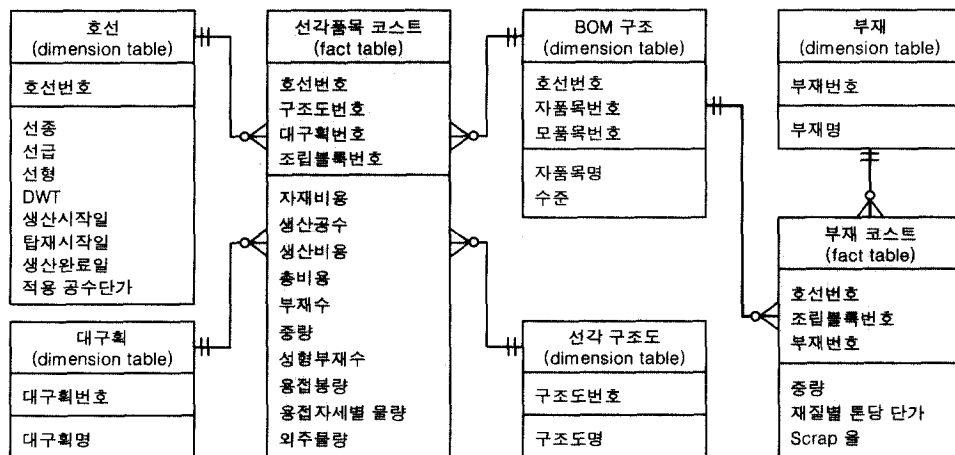 호선
(dimension table)
호선번호
선종
선급
선형
DWT
생산시작일
탑재시작일
생산완료일
적용 공수단가
대구획
(dimension table)
대구획번호
대구획명
선각품목 코스트
(fact table)
호선번호
구조도번호
대구획번호
조립블록번호
자재비용
생산공수
생산비용
총비용
부재수
중량
성형부재수
용접봉량
용접자세별 물량
외주물량
BOM 구조
(dimension table)
호선번호
자품목번호
모품목번호
자품목명
수준
선각 구조도
(dimension table)
구조도번호
구조도명
부재
(dimension table)
부재번호
부재명
부재 코스트
(fact table)
호선번호
조립블록번호
부재번호
중량
재질별 톤당 단가
Scrap 율